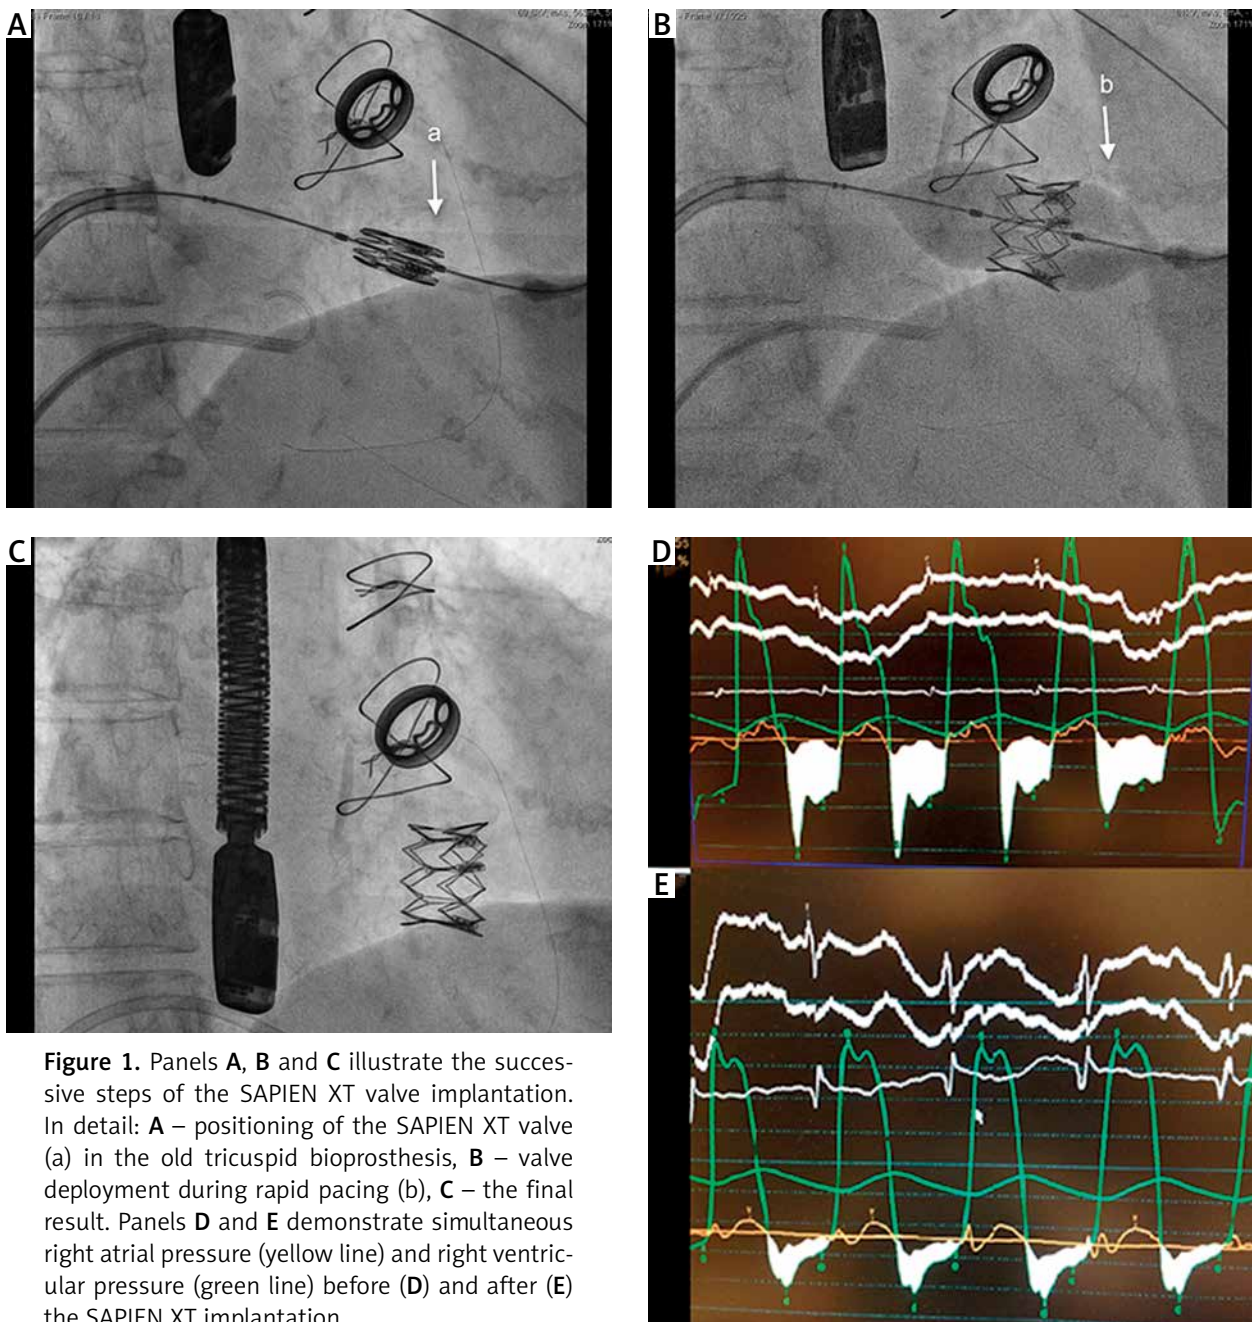 A
B
a
b
C
D
E
Figure 1. Panels A, B and C illustrate the succes-
sive steps of the SAPIEN XT valve implantation.
In detail: A – positioning of the SAPIEN XT valve
(a) in the old tricuspid bioprosthesis, B – valve
deployment during rapid pacing (b), C – the final
result. Panels D and E demonstrate simultaneous
right atrial pressure (yellow line) and right ventric-
ular pressure (green line) before (D) and after (E)
the SAPIEN XT implantation